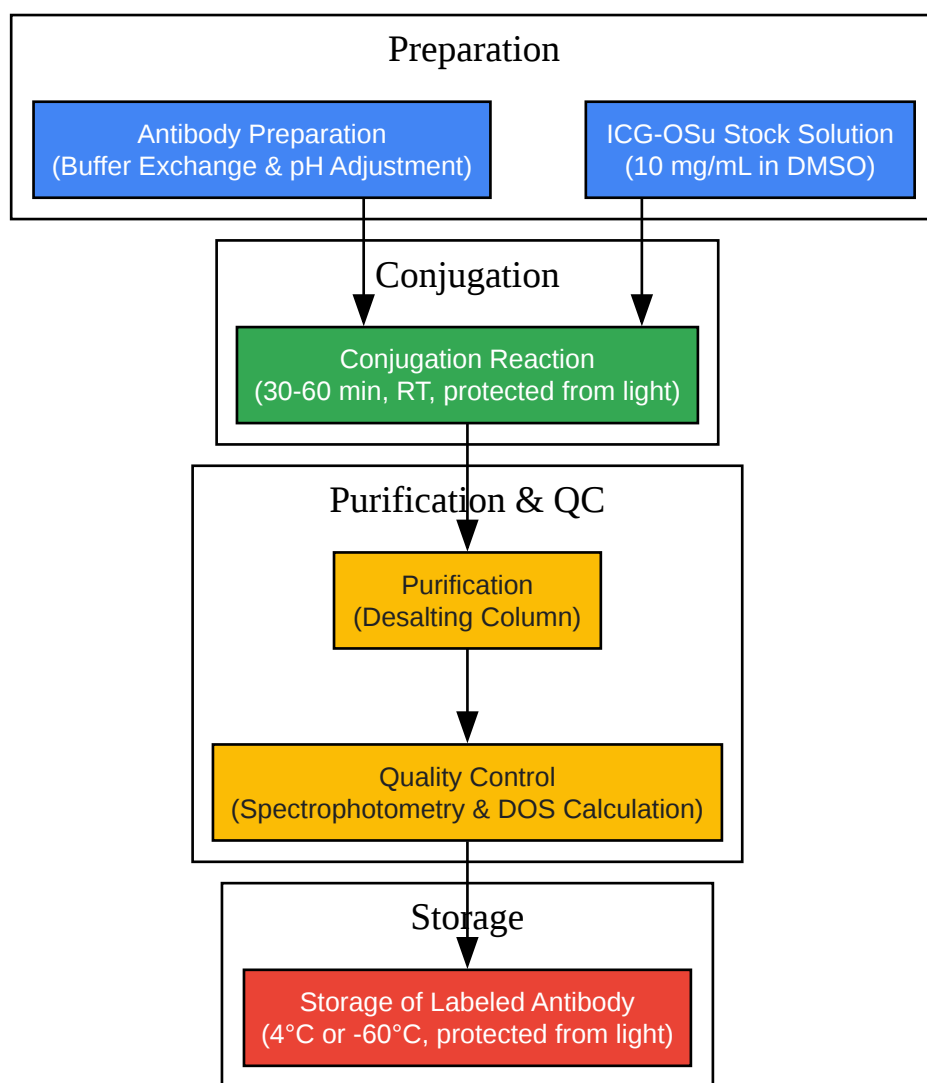 Preparation
Antibody Preparation
(Buffer Exchange & pH Adjustment)
ICG-OSu Stock Solution
(10 mg/mL in DMSO)
Conjugation
Conjugation Reaction
(30-60 min, RT, protected from light)
Purification & QC
Purification
(Desalting Column)
Quality Control
(Spectrophotometry & DOS Calculation)
Storage
Storage of Labeled Antibody
(4°C or -60°C, protected from light)